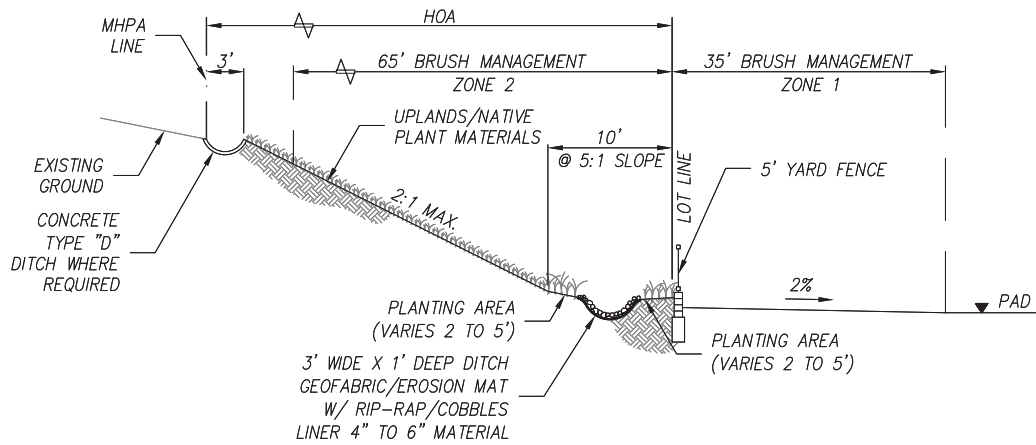 HOA
MHPA
LINE
3'
65' BRUSH MANAGEMENT
ZONE 2
35' BRUSH MANAGEMENT
ZONE 1
UPLANDS/NATIVE
PLANT MATERIALS
10'
@ 5:1 SLOPE
LOT LINE
5' YARD FENCE
EXISTING
GROUND
2:1 MAX.
CONCRETE
TYPE "D"
DITCH WHERE
REQUIRED
2%
PAD
PLANTING AREA
(VARIES 2 TO 5')
PLANTING AREA
(VARIES 2 TO 5')
3' WIDE X 1' DEEP DITCH
GEOFABRIC/EROSION MAT
W/ RIP-RAP/COBBLES
LINER 4" TO 6" MATERIAL